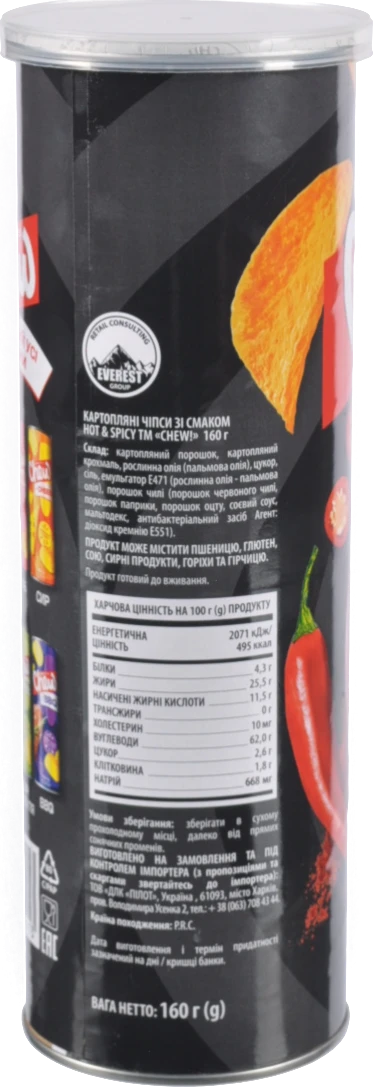 RETAIL CONSULTING
EVEREST
GROUP
КАРТОПЛЯНІ ЧІПСИ ЗІ СМАКОМ
HOT & SPICY ТМ «CHEW!» 160 г
Склад: картопляний порошок, картопляний
крохмаль, рослинна олія (пальмова олія), цукор,
сіль, емульгатор Е471 (рослинна олія - пальмова
олія), порошок чилі (порошок червоного чилі,
порошок паприки, порошок оцту, соєвий соус,
мальтодекс, антибактеріальний засіб Агент:
діоксид кремнію Е551).
ПРОДУКТ МОЖЕ МІСТИТИ ПШЕНИЦЮ, ГЛЮТЕН,
СОЮ, СИРНІ ПРОДУКТИ, ГОРІХИ ТА ГІРЧИЦЮ.
Продукт готовий до вживання.
ХАРЧОВА ЦІННІСТЬ НА 100 г (g) ПРОДУКТУ
ЕНЕРГЕТИЧНА 2071 кДж/
ЦІННІСТЬ 495 ккал
БІЛКИ 4,3 г
ЖИРИ 25,5 г
НАСИЧЕНІ ЖИРНІ КИСЛОТИ 11,5 г
ТРАНСЖИРИ 0 г
ХОЛЕСТЕРИН 10 мг
ВУГЛЕВОДИ 62,0 г
ЦУКОР 2,6 г
КЛІТКОВИНА 1,8 г
НАТРІЙ 668 мг
Умови зберігання: зберігати в сухому
прохолодному місці, далеко від прямих
сонячних променів.
ВИГОТОВЛЕНО НА ЗАМОВЛЕННЯ ТА ПІД
КОНТРОЛЕМ ІМПОРТЕРА (з пропозиціями та
скаргами звертайтесь до імпортера):
ТОВ «ДЛК «ПІЛОТ», Україна, 61093, місто Харків,
пров. Володимира Усенка 2, тел.: + 38 (063) 708 43 44
Країна походження: P.R.C.
Дата виготовлення і термін придатності
зазначений на дні / кришці банки.
ВАГА НЕТТО: 160 г (g)
СИР
BBQ
EAC